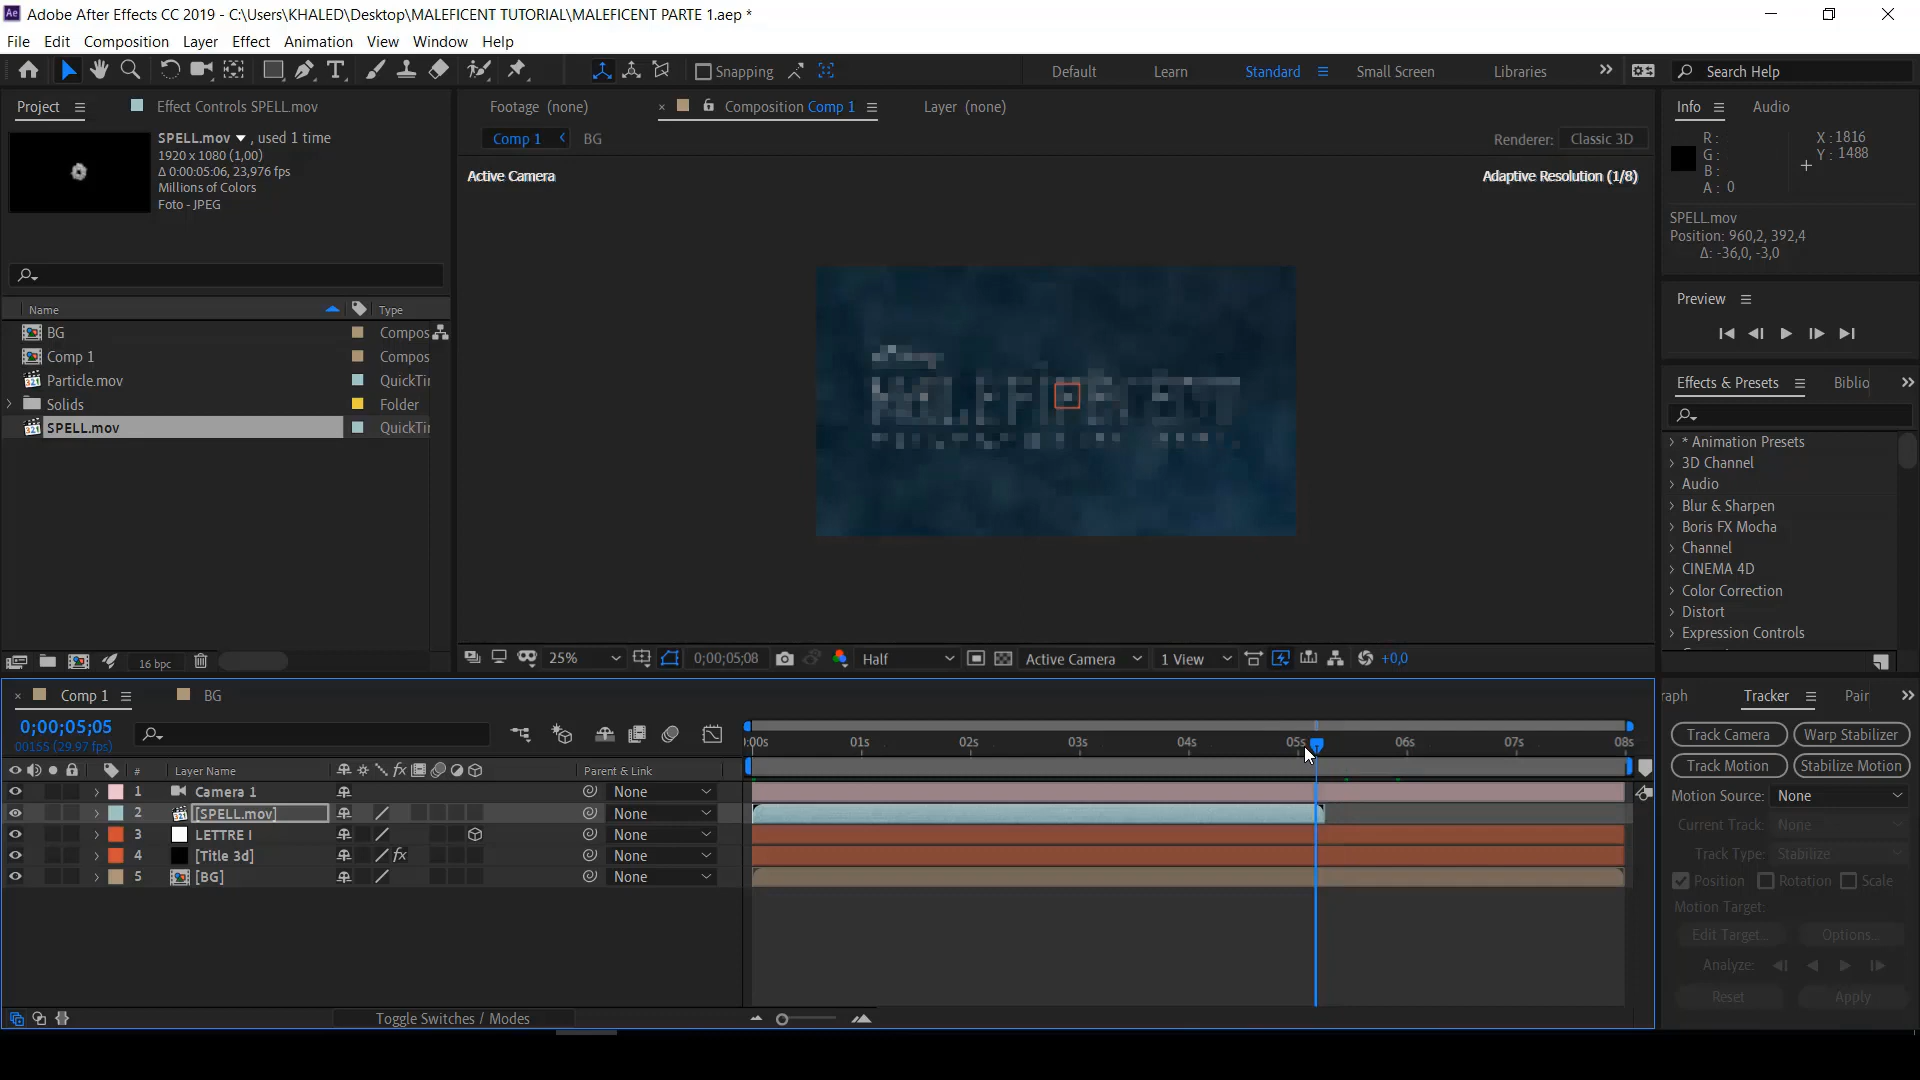 Adobe After Effects CC 2019 - C:\Users\KHALED\Desktop\MALEFICENT TUTORIAL\MALEFICENT PARTE 1.aep *
File Edit Composition Layer Effect Animation View Window Help
Snapping Default Learn Standard Small Screen Libraries Search Help
Project Effect Controls SPELL.mov Footage (none) Composition Comp 1 Layer (none) Info Audio
SPELL.mov , used 1 time
1920 x 1080 (1,00)
Δ 0:00:05:06, 23,976 fps
Millions of Colors
Foto - JPEG
Comp 1 BG Renderer: Classic 3D
Active Camera Adaptive Resolution (1/8)
R :
G :
B :
A : 0
X : 1816
Y : 1488
SPELL.mov
Position: 960,2, 392,4
Δ: -36,0, -3,0
Preview
Name Type
BG Compos
Comp 1 Compos
Particle.mov QuickTi
Solids Folder
SPELL.mov QuickTi
MALEFICENT
Effects & Presets Biblio
* Animation Presets
3D Channel
Audio
Blur & Sharpen
Boris FX Mocha
Channel
CINEMA 4D
Color Correction
Distort
Expression Controls
16 bpc
25% 0;00;05;08 Half Active Camera 1 View +0,0
Comp 1 BG
0;00;05;05
00155 (29.97 fps)
:00s 01s 02s 03s 04s 05s 06s 07s 08s
# Layer Name Parent & Link
1 Camera 1 None
2 [SPELL.mov] None
3 LETTRE I None
4 [Title 3d] fx None
5 [BG] None
Toggle Switches / Modes
raph Tracker Pair
Track Camera Warp Stabilizer
Track Motion Stabilize Motion
Motion Source: None
Current Track: None
Track Type: Stabilize
Position Rotation Scale
Motion Target:
Edit Target... Options...
Analyze:
Reset Apply